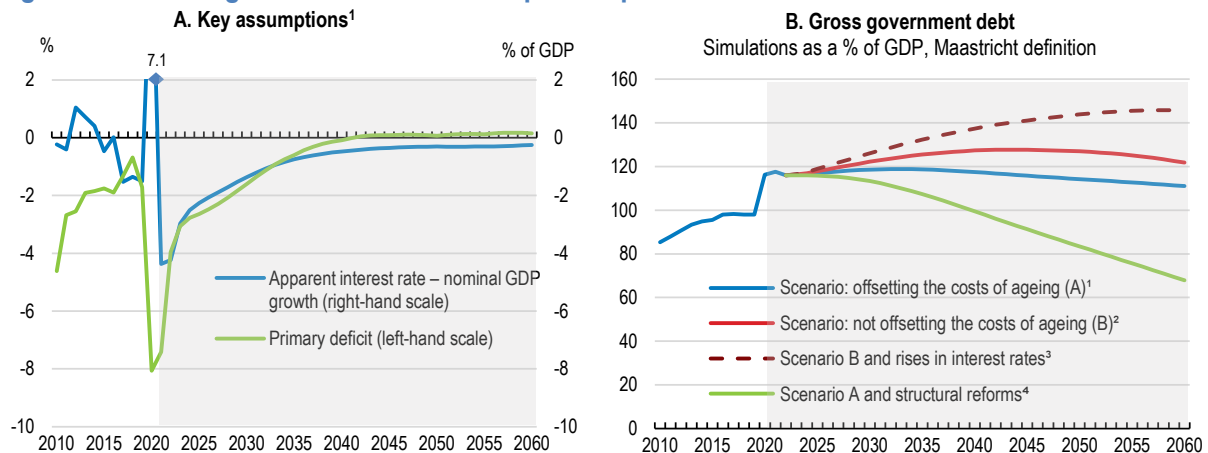 A. Key assumptions¹
% % of GDP
7.1
2 2
0 0
-2 -2
-4 -4
-6 -6
-8 -8
-10 -10
Apparent interest rate – nominal GDP
growth (right-hand scale)
Primary deficit (left-hand scale)
2010 2015 2020 2025 2030 2035 2040 2045 2050 2055 2060
B. Gross government debt
Simulations as a % of GDP, Maastricht definition
160
140
120
100
80
60
40
20
0
Scenario: offsetting the costs of ageing (A)¹
Scenario: not offsetting the costs of ageing (B)²
Scenario B and rises in interest rates³
Scenario A and structural reforms⁴
2010 2015 2020 2025 2030 2035 2040 2045 2050 2055 2060